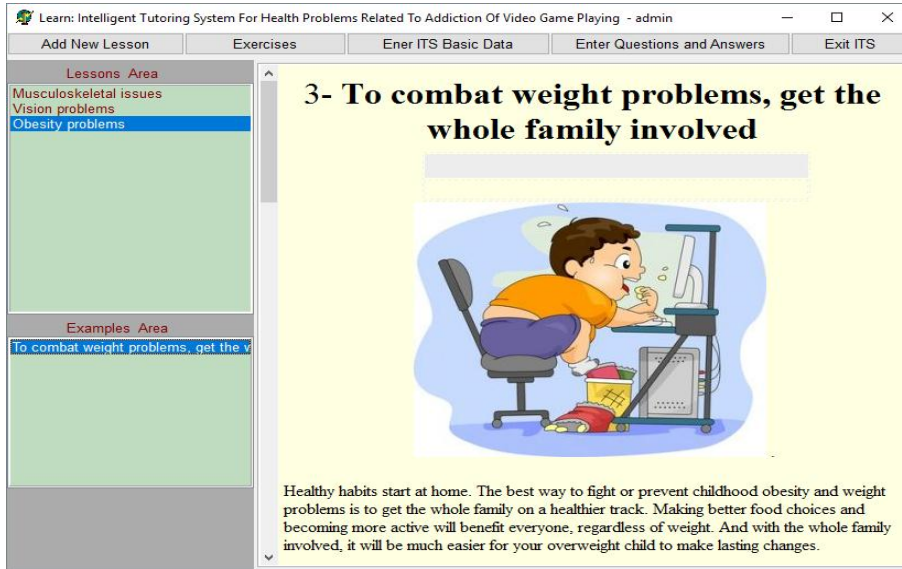 Learn: Intelligent Tutoring System For Health Problems Related To Addiction Of Video Game Playing - admin
Add New Lesson
Exercises
Ener ITS Basic Data
Enter Questions and Answers
Exit ITS
Lessons Area
Musculoskeletal issues
Vision problems
Obesity problems
Examples Area
To combat weight problems, get the w
3- To combat weight problems, get the
whole family involved
Healthy habits start at home. The best way to fight or prevent childhood obesity and weight
problems is to get the whole family on a healthier track. Making better food choices and
becoming more active will benefit everyone, regardless of weight. And with the whole family
involved, it will be much easier for your overweight child to make lasting changes.